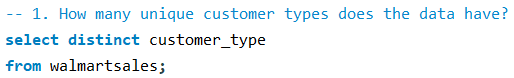 -- 1. How many unique customer types does the data have?
select distinct customer_type
from walmartsales;